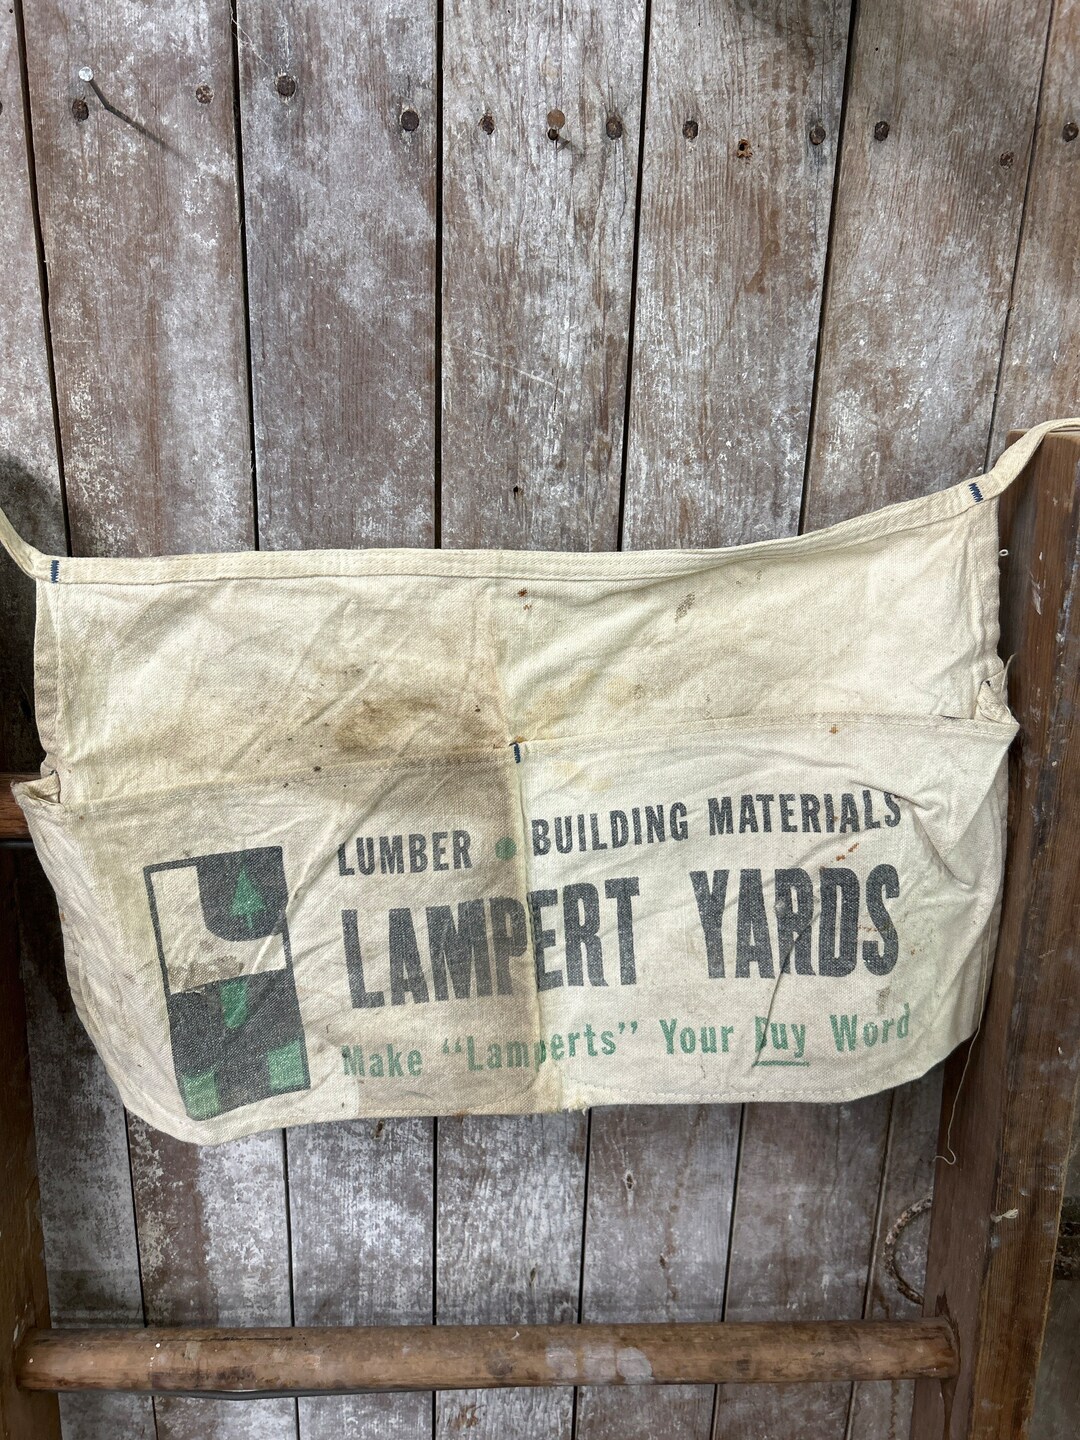 LUMBER • BUILDING MATERIALS
LAMPERT YARDS
Make “Lamperts” Your Buy Word